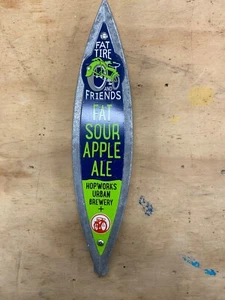 FAT
TIRE
AND
FRIENDS
FAT
SOUR
APPLE
ALE
HOPWORKS
URBAN
BREWERY
+